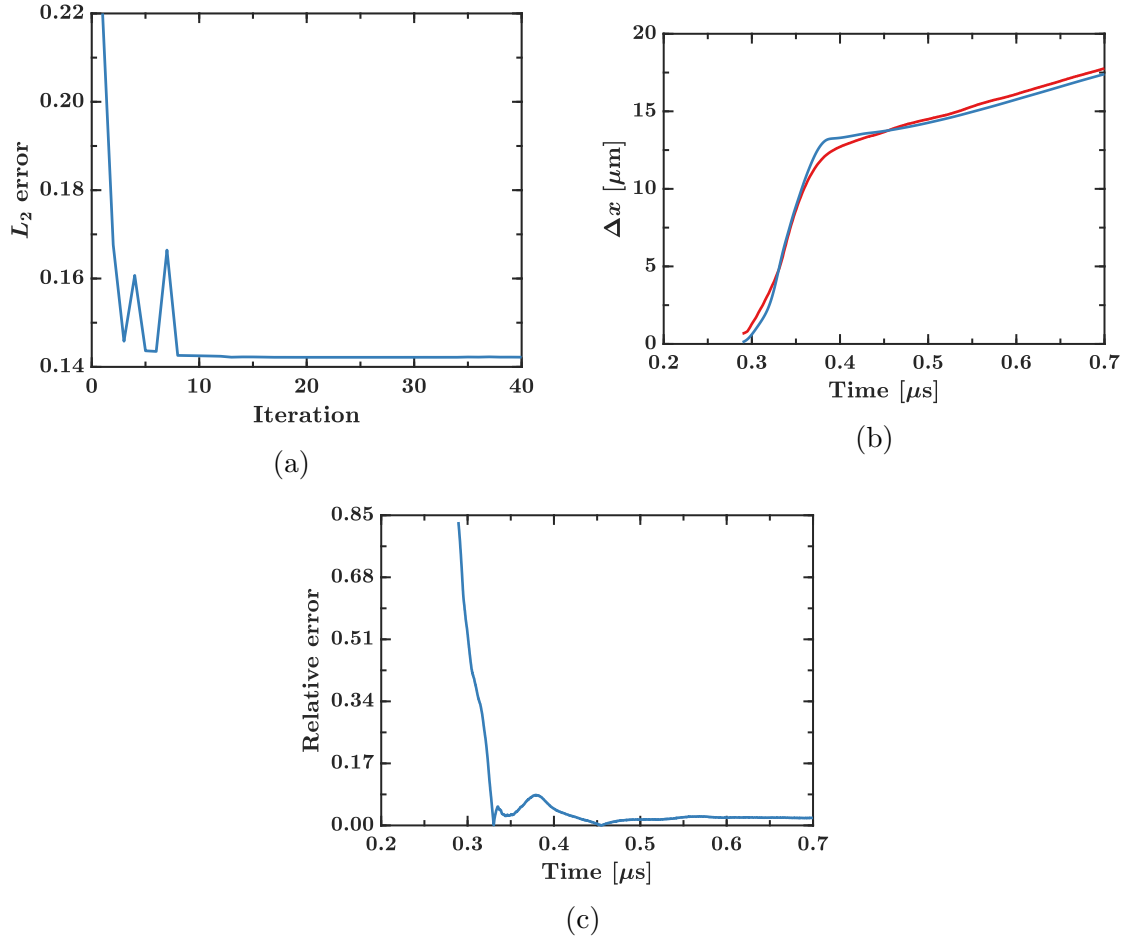 0.22
0.20
0.18
0.16
0.14
L₂ error
0 10 20 30 40
Iteration
(a)
20
15
10
5
0
Δx [μm]
0.2 0.3 0.4 0.5 0.6 0.7
Time [μs]
(b)
0.85
0.68
0.51
0.34
0.17
0.00
Relative error
0.2 0.3 0.4 0.5 0.6 0.7
Time [μs]
(c)